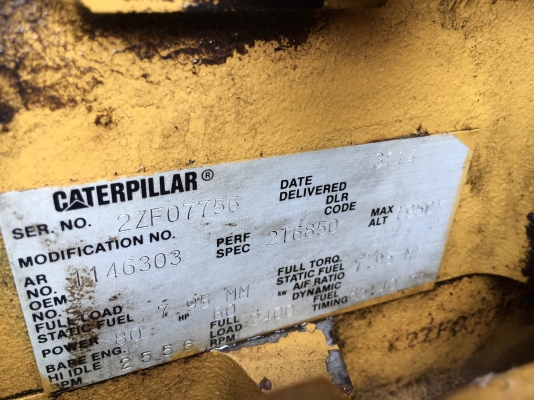 CATERPILLAR®
SER. NO. 2ZF07756 DATE DELIVERED
MODIFICATION NO. DLR CODE
AR NO. 1146303 PERF SPEC 2T6850 MAX ALT
OEM NO.
FULL LOAD STATIC FUEL 7.95 MM FULL TORQ. STATIC FUEL 7.95
POWER 80 HP 60 kw A/F RATIO DYNAMIC
BARE ENG. HI IDLE RPM 2556 FULL LOAD RPM 2400 FUEL TIMING